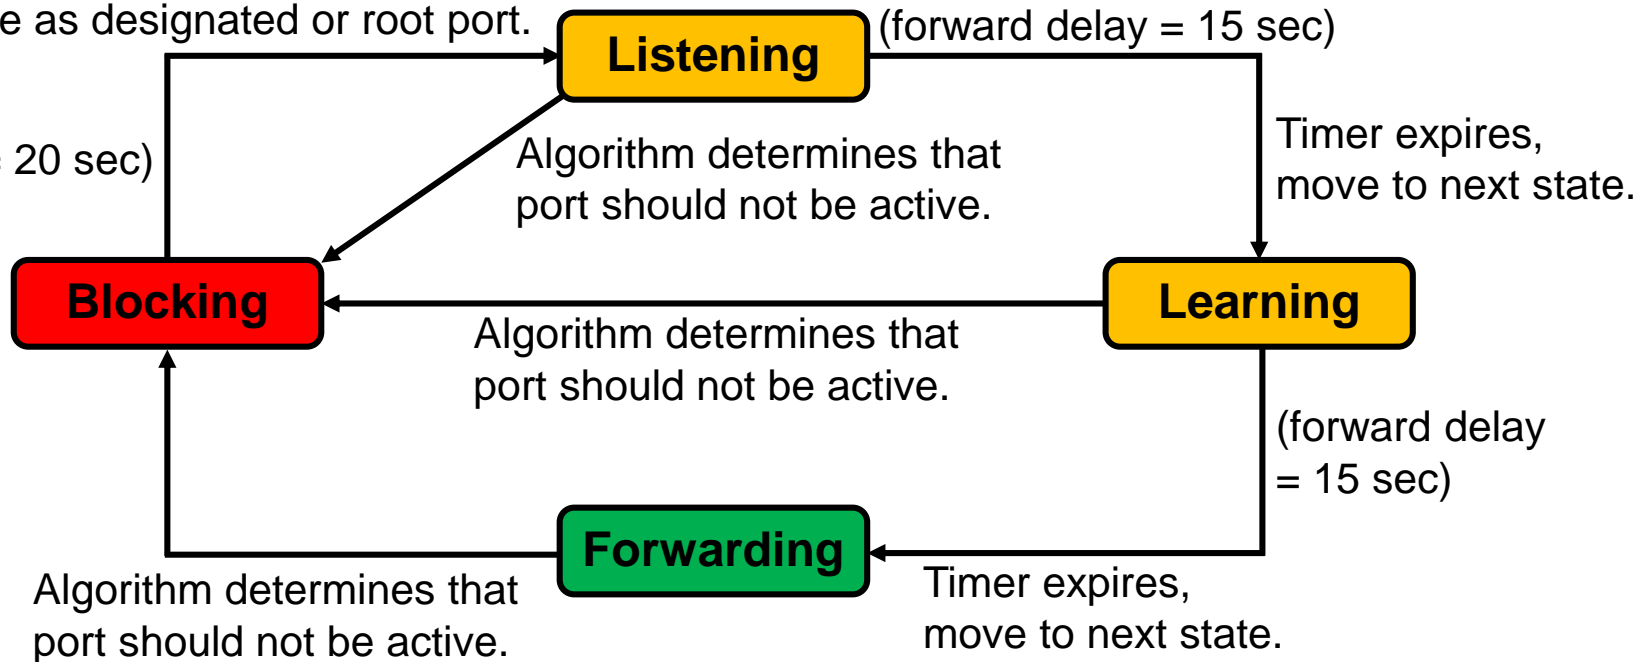 e as designated or root port.
Listening
(forward delay = 15 sec)
= 20 sec)
Algorithm determines that
port should not be active.
Timer expires,
move to next state.
Blocking
Learning
Algorithm determines that
port should not be active.
(forward delay
= 15 sec)
Forwarding
Algorithm determines that
port should not be active.
Timer expires,
move to next state.